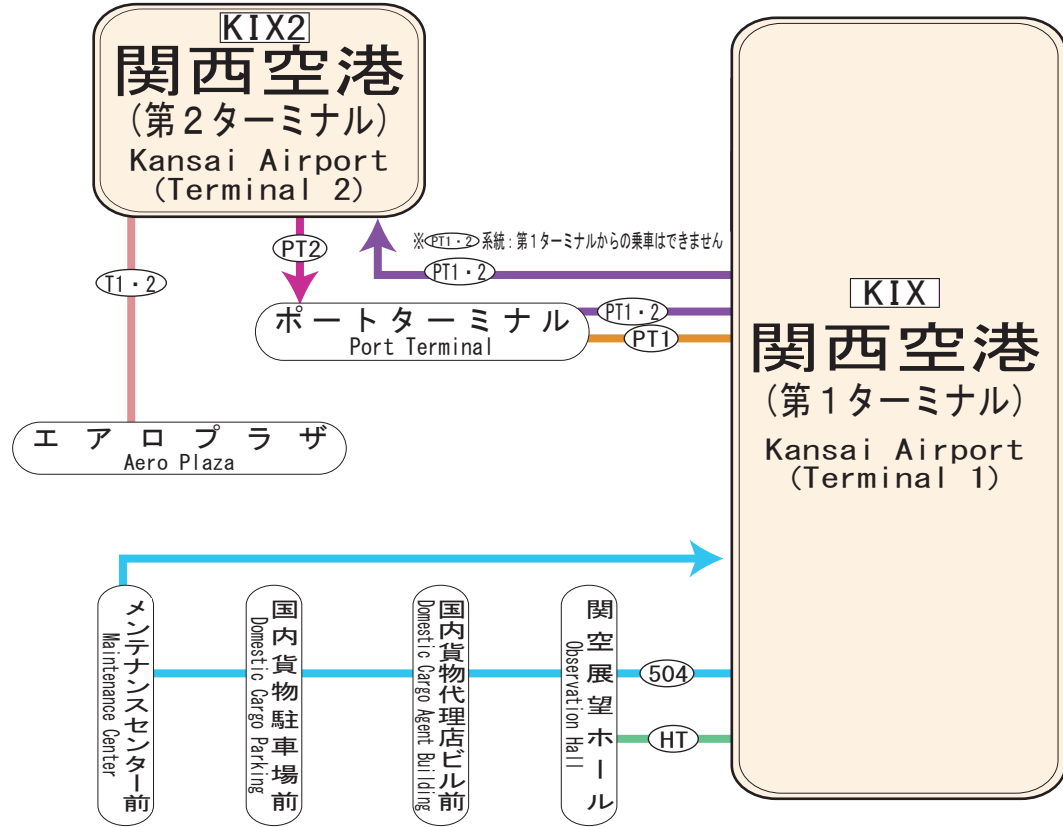 KIX2
関西空港
(第２ターミナル)
Kansai Airport
(Terminal 2)
※PT1・2系統：第１ターミナルからの乗車はできません
PT2
PT1・2
T1・2
ポートターミナル
Port Terminal
PT1・2
PT1
KIX
関西空港
(第１ターミナル)
Kansai Airport
(Terminal 1)
エアロプラザ
Aero Plaza
メンテナンスセンター前
Maintenance Center
国内貨物駐車場前
Domestic Cargo Parking
国内貨物代理店ビル前
Domestic Cargo Agent Building
関空展望ホール
Observation Hall
504
HT